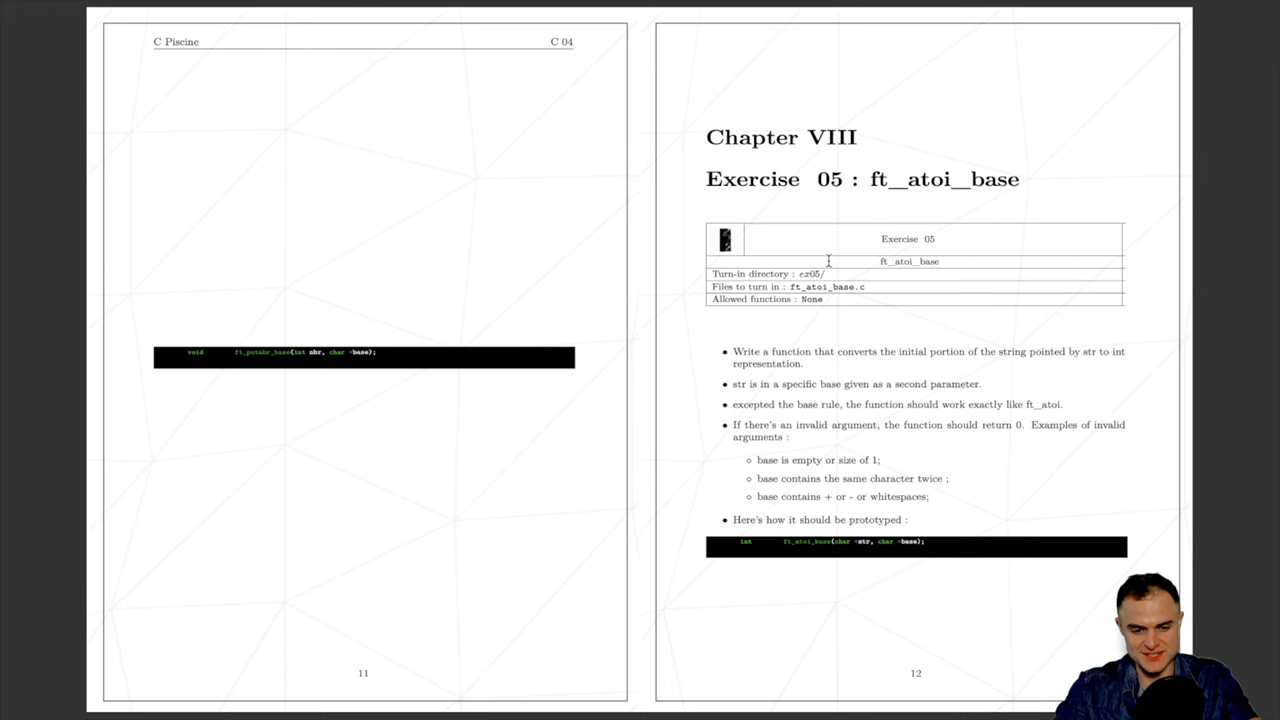 C Piscine C 04
void ft_putnbr_base(int nbr, char *base);
11
Chapter VIII
Exercise 05 : ft_atoi_base
Exercise 05
ft_atoi_base
Turn-in directory : ex05/
Files to turn in : ft_atoi_base.c
Allowed functions : None
• Write a function that converts the initial portion of the string pointed by str to int
representation.
• str is in a specific base given as a second parameter.
• excepted the base rule, the function should work exactly like ft_atoi.
• If there's an invalid argument, the function should return 0. Examples of invalid
arguments :
◦ base is empty or size of 1;
◦ base contains the same character twice ;
◦ base contains + or - or whitespaces;
• Here's how it should be prototyped :
int ft_atoi_base(char *str, char *base);
12